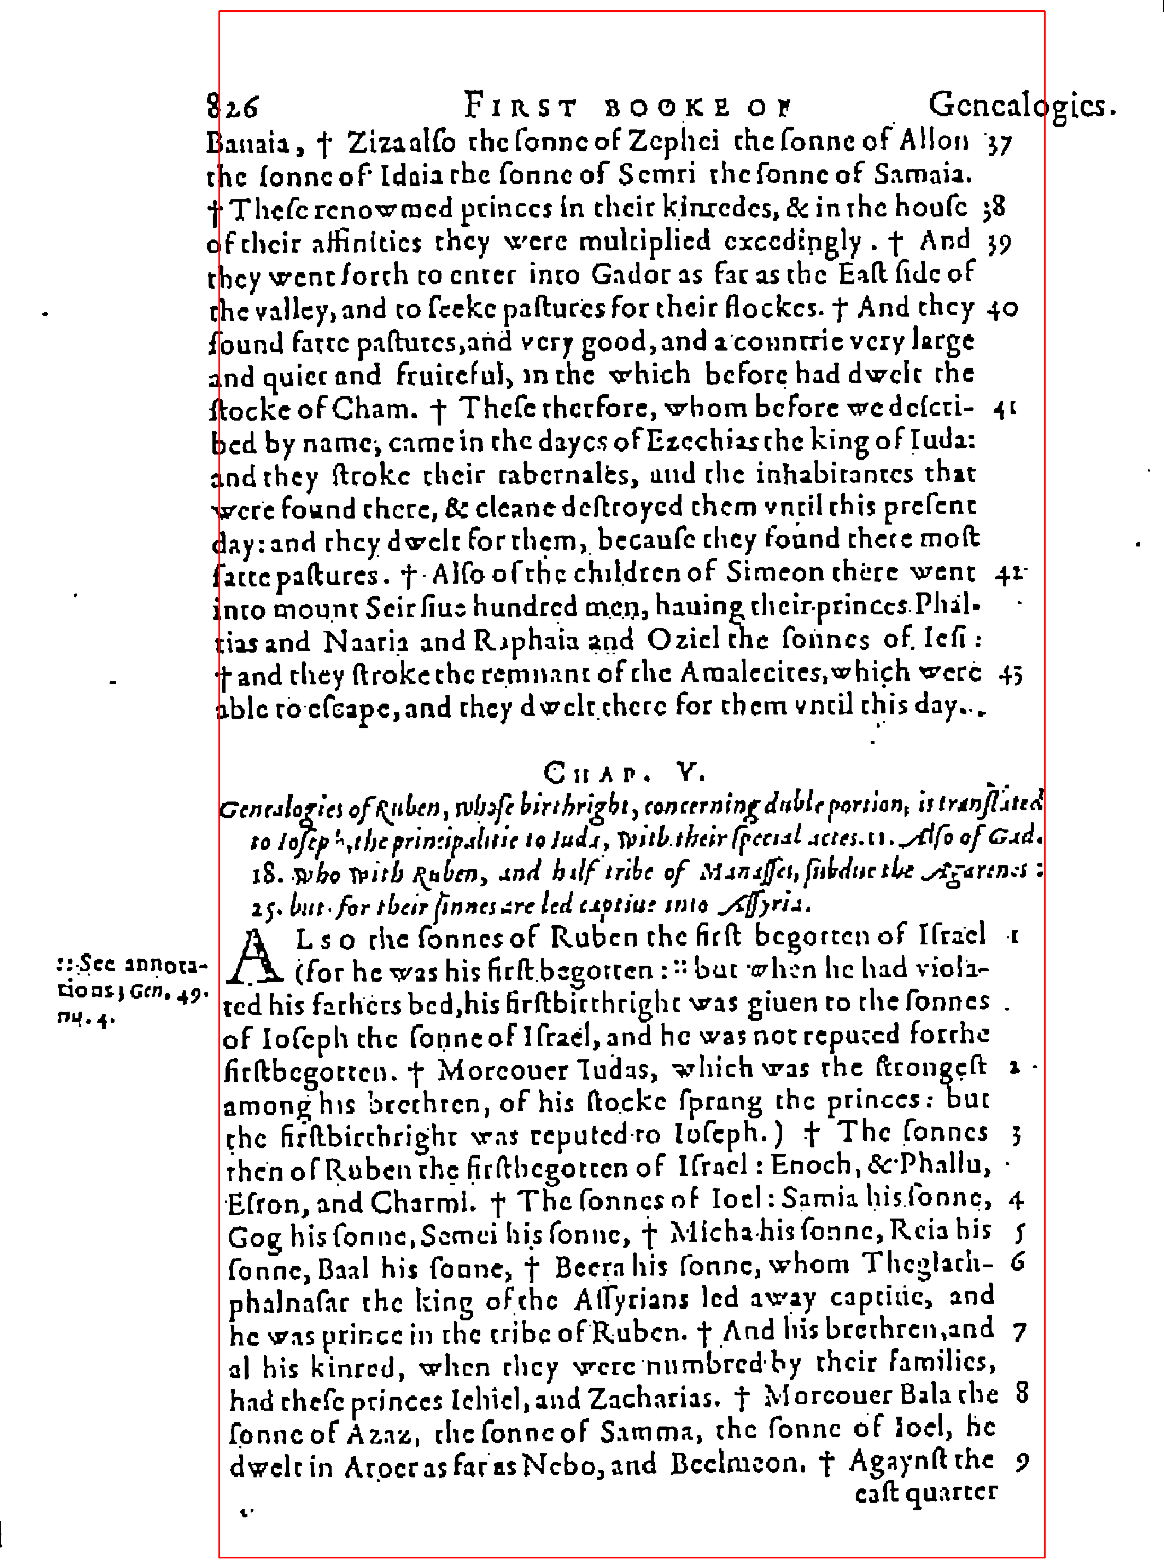 826 FIRST BOOKE OF Genealogies.
Banaia, † Ziza alſo the ſonne of Zephei the ſonne of Allon 37
the ſonne of Idaia the ſonne of Semri the ſonne of Samaia.
† Theſe renowmed princes in their kinredes, & in the houſe 38
of their affinities they were multiplied exceedingly. † And 39
they went forth to enter into Gador as far as the Eaſt ſide of
the valley, and to ſeeke paſtures for their flockes. † And they 40
found fatte paſtures, and very good, and a countrie very large
and quiet and fruiteful, in the which before had dwelt the
ſtocke of Cham. † Theſe therfore, whom before we deſcri- 41
bed by name, came in the dayes of Ezechias the king of Iuda:
and they ſtroke their tabernales, and the inhabitantes that
were found there, & cleane deſtroyed them vntil this preſent
day: and they dwelt for them, becauſe they found there moſt
fatte paſtures. † Alſo of the children of Simeon there went 42
into mount Seir fiue hundred men, hauing their princes Phal-
tias and Naaria and Raphaia and Oziel the ſonnes of Ieſi:
† and they ſtroke the remnant of the Amalecites, which were 43
able to eſcape, and they dwelt there for them vntil this day.
CHAP. V.
Genealogies of Ruben, whoſe birthright, concerning duble portion, is tranſlated
to Ioſeph, the principalitie to Iuda, with their ſpecial actes. 11. Alſo of Gad.
18. who with Ruben, and half tribe of Manaſſes, ſubdue the Agarenes:
25. but for their ſinnes are led captiue into Aſſyria.
ALSO the ſonnes of Ruben the firſt begotten of Iſrael 1
(for he was his firſt begotten: :: but when he had viola-
:: See annota-
tions, Gen. 49.
nu. 4.
ted his fathers bed, his firſtbirthright was giuen to the ſonnes
of Ioſeph the ſonne of Iſrael, and he was not reputed for the
firſtbegotten. † Moreouer Iudas, which was the ſtrongeſt 2
among his brethren, of his ſtocke ſprang the princes: but
the firſtbirthright was reputed to Ioſeph.) † The ſonnes 3
then of Ruben the firſtbegotten of Iſrael: Enoch, & Phallu,
Eſron, and Charmi. † The ſonnes of Ioel: Samia his ſonne, 4
Gog his ſonne, Semei his ſonne, † Micha his ſonne, Reia his 5
ſonne, Baal his ſonne, † Beera his ſonne, whom Theglath- 6
phalnaſar the king of the Aſſyrians led away captiue, and
he was prince in the tribe of Ruben. † And his brethren, and 7
al his kinred, when they were numbred by their families,
had theſe princes Iehiel, and Zacharias. † Moreouer Bala the 8
ſonne of Azaz, the ſonne of Samma, the ſonne of Ioel, he
dwelt in Aroer as far as Nebo, and Beelmeon. † Agaynſt the 9
eaſt quarter